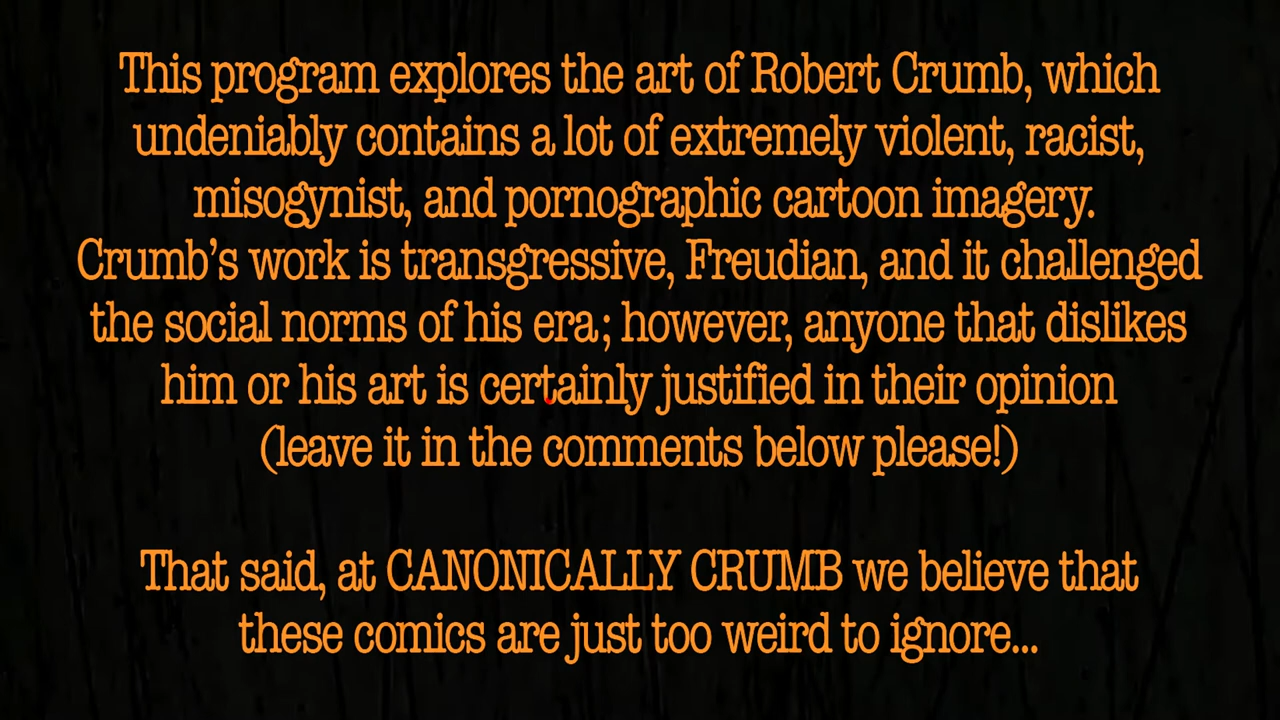 This program explores the art of Robert Crumb, which
undeniably contains a lot of extremely violent, racist,
misogynist, and pornographic cartoon imagery.
Crumb’s work is transgressive, Freudian, and it challenged
the social norms of his era; however, anyone that dislikes
him or his art is certainly justified in their opinion
(leave it in the comments below please!)
That said, at CANONICALLY CRUMB we believe that
these comics are just too weird to ignore...